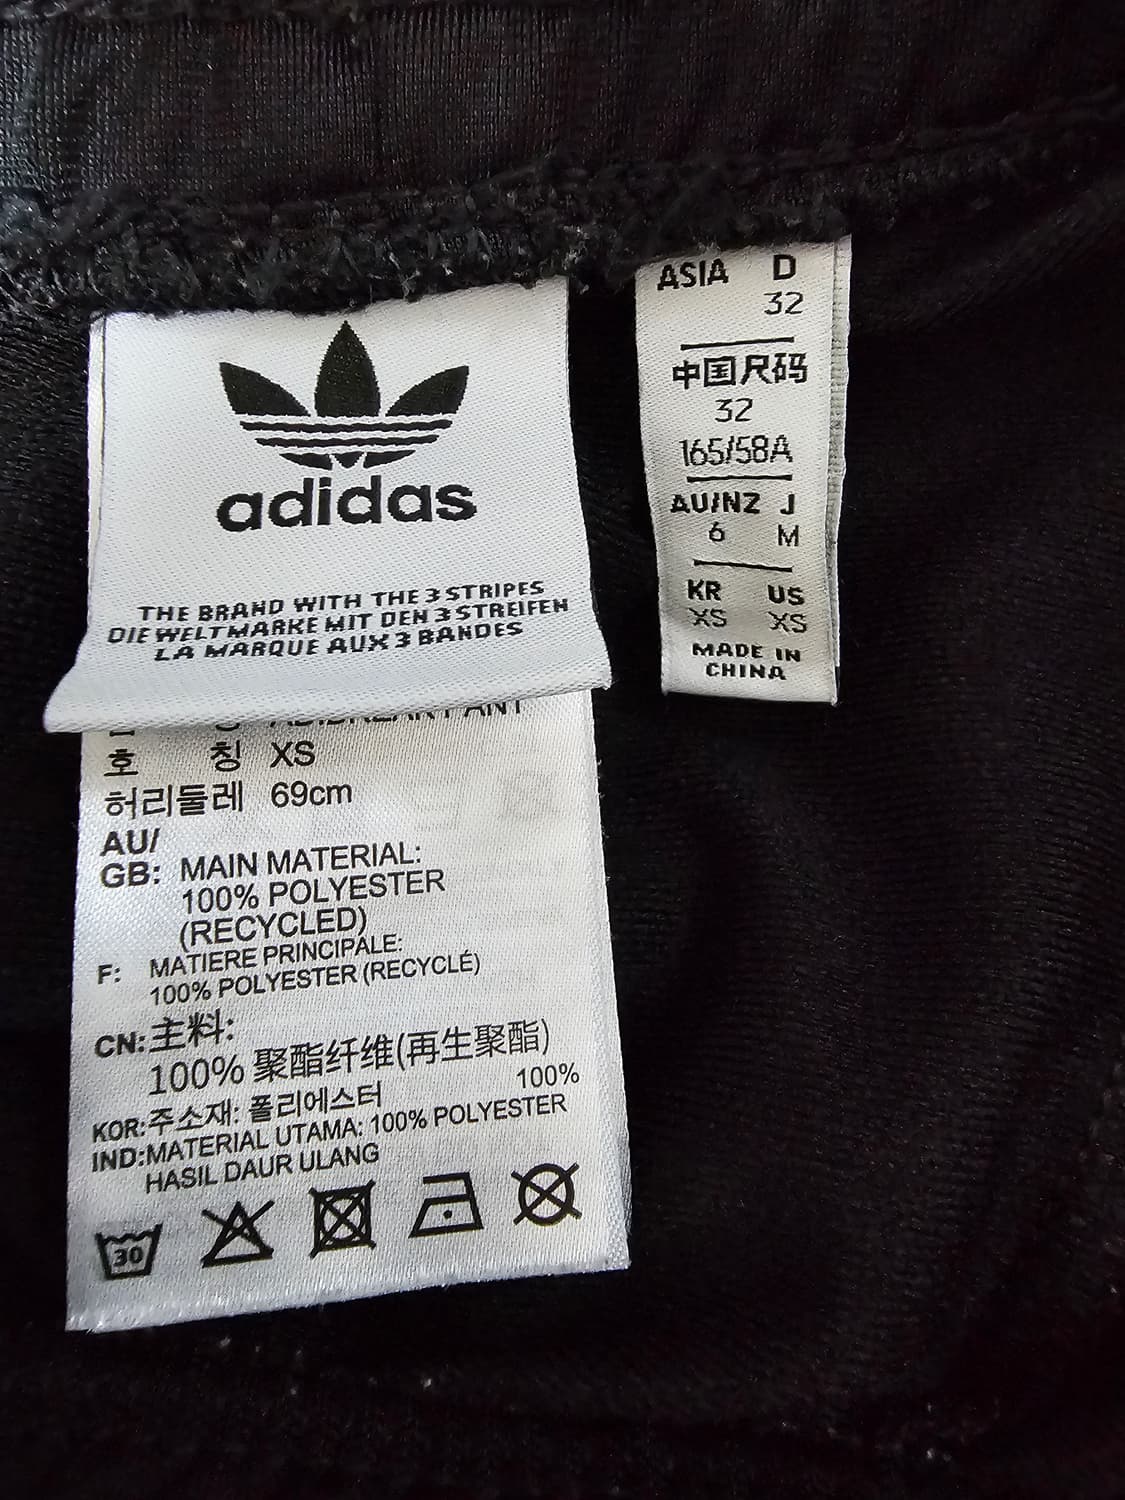 adidas
THE BRAND WITH THE 3 STRIPES
DIE WELTMARKE MIT DEN 3 STREIFEN
LA MARQUE AUX 3 BANDES
호 칭 XS
허리둘레 69cm
AU/
GB: MAIN MATERIAL:
100% POLYESTER
(RECYCLED)
F: MATIERE PRINCIPALE:
100% POLYESTER (RECYCLÉ)
CN: 主料:
100% 聚酯纤维(再生聚酯)
KOR: 주소재: 폴리에스터 100%
IND: MATERIAL UTAMA: 100% POLYESTER
HASIL DAUR ULANG
30
ASIA D
32
中国尺码
32
165/58A
AU/NZ J
6 M
KR US
XS XS
MADE IN
CHINA